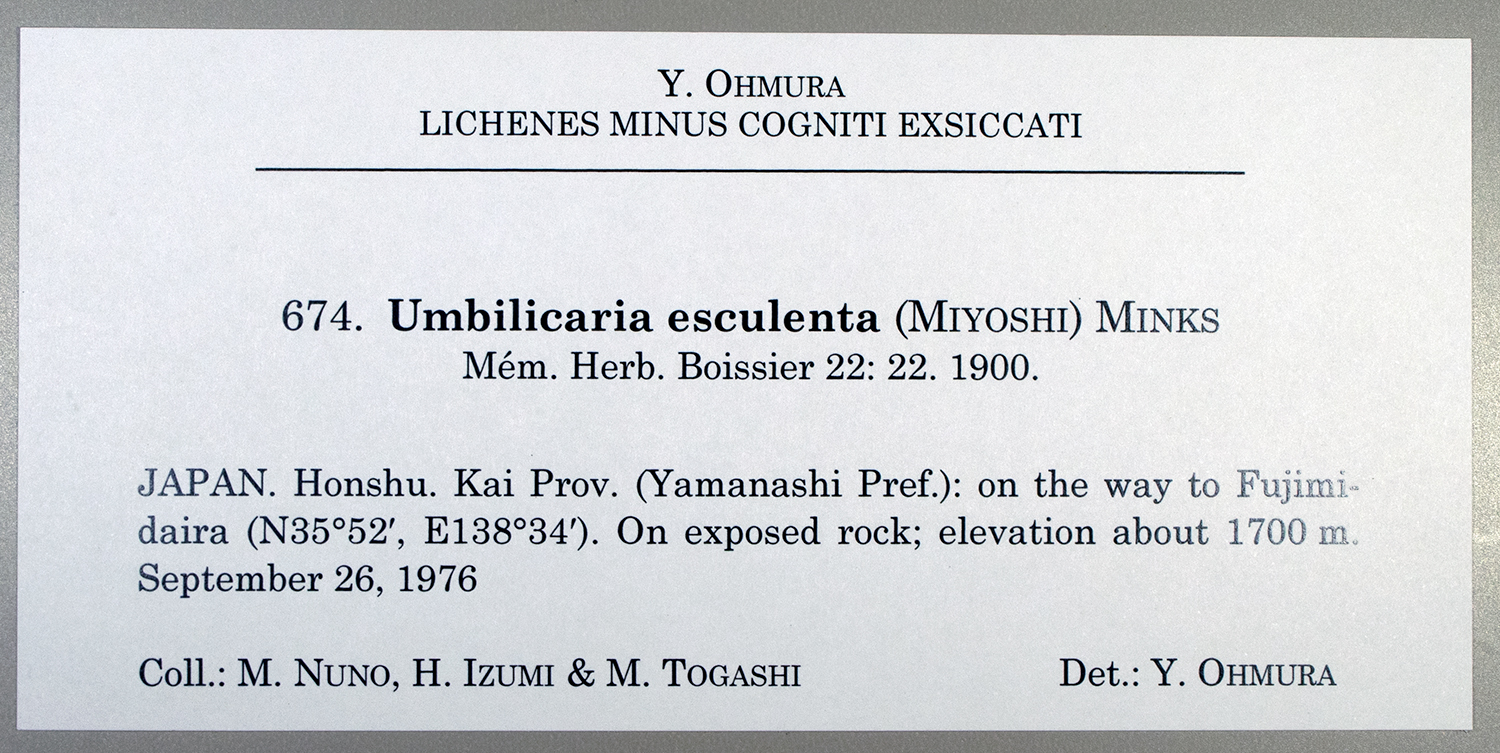 Y. OHMURA
LICHENES MINUS COGNITI EXSICCATI
674. Umbilicaria esculenta (MIYOSHI) MINKS
Mém. Herb. Boissier 22: 22. 1900.
JAPAN. Honshu. Kai Prov. (Yamanashi Pref.): on the way to Fujimi-
daira (N35°52′, E138°34′). On exposed rock; elevation about 1700 m.
September 26, 1976
Coll.: M. NUNO, H. IZUMI & M. TOGASHI Det.: Y. OHMURA